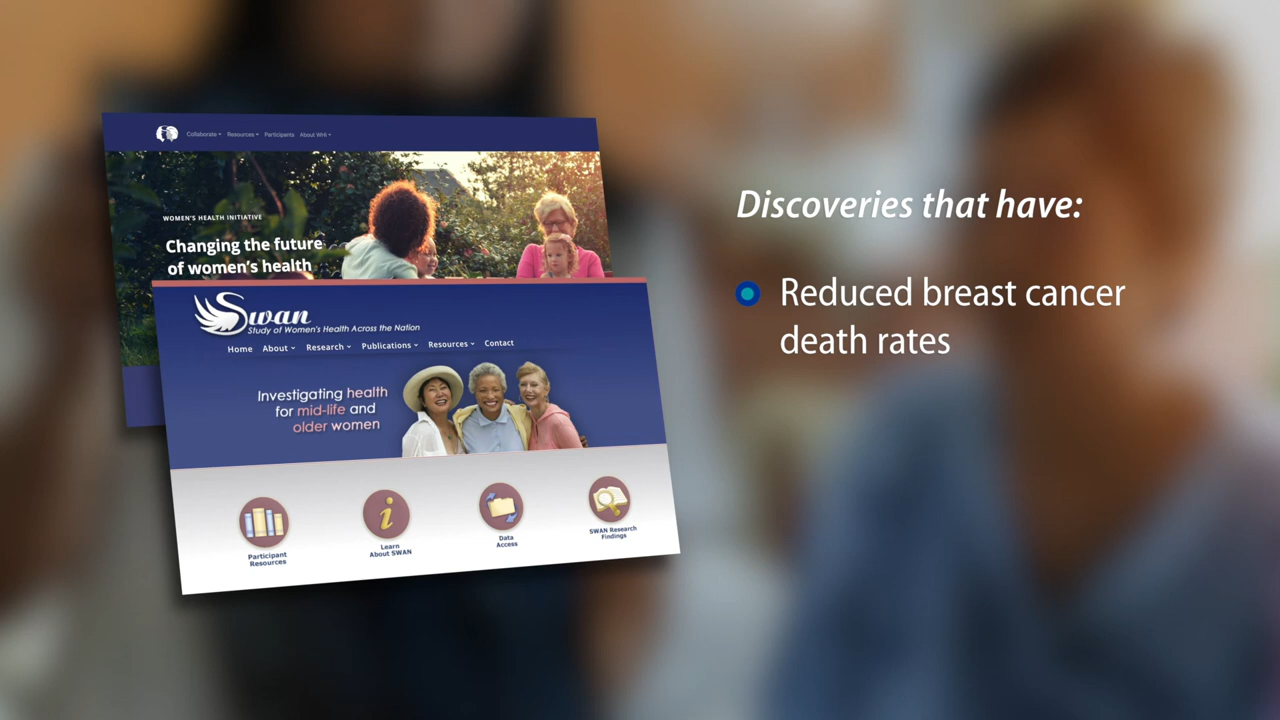 Collaborate Resources Participants About WHI
WOMEN'S HEALTH INITIATIVE
Changing the future
of women's health
Swan
Study of Women's Health Across the Nation
Home About Research Publications Resources Contact
Investigating health
for mid-life and
older women
Participant
Resources
Learn
About SWAN
Data
Access
SWAN Research
Findings
Discoveries that have:
Reduced breast cancer
death rates